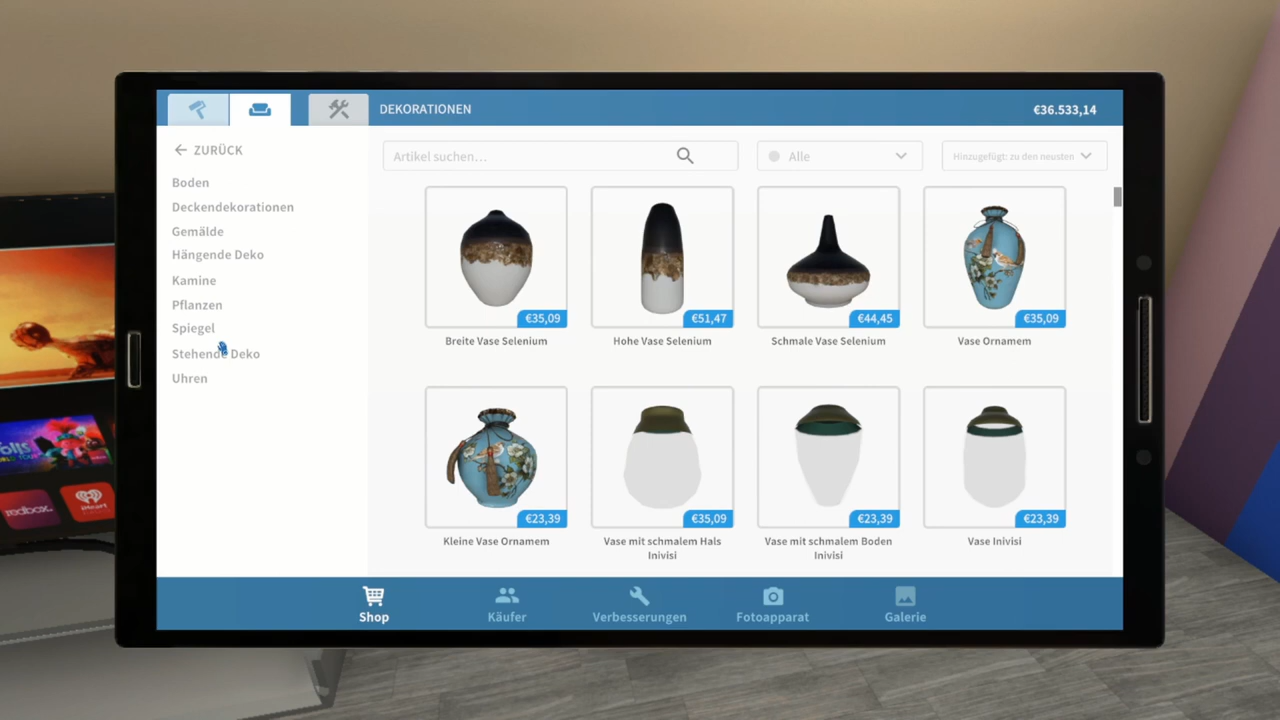 DEKORATIONEN
€36.533,14
ZURÜCK
Artikel suchen...
Alle
Hinzugefügt: zu den neusten
Boden
Deckendekorationen
Gemälde
Hängende Deko
Kamine
Pflanzen
Spiegel
Stehende Deko
Uhren
€35,09
€51,47
€44,45
€35,09
Breite Vase Selenium
Hohe Vase Selenium
Schmale Vase Selenium
Vase Ornamem
€23,39
€35,09
€23,39
€23,39
Kleine Vase Ornamem
Vase mit schmalem Hals
Inivisi
Vase mit schmalem Boden
Inivisi
Vase Inivisi
Shop
Käufer
Verbesserungen
Fotoapparat
Galerie
redbox.
iHeart